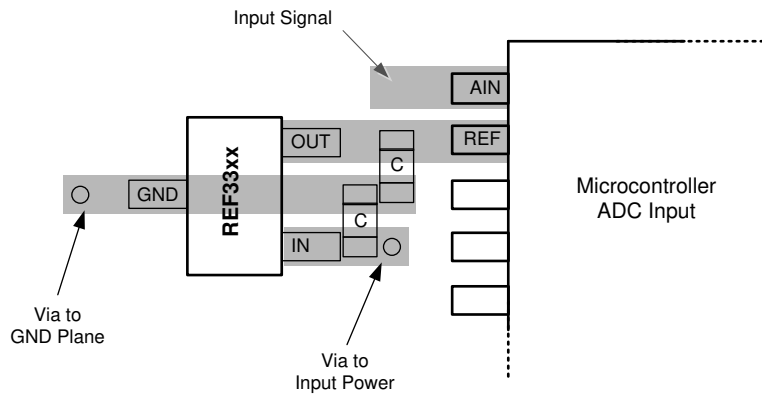 Input Signal
AIN
OUT
REF
C
REF33xx
GND
Microcontroller
ADC Input
C
IN
Via to
GND Plane
Via to
Input Power